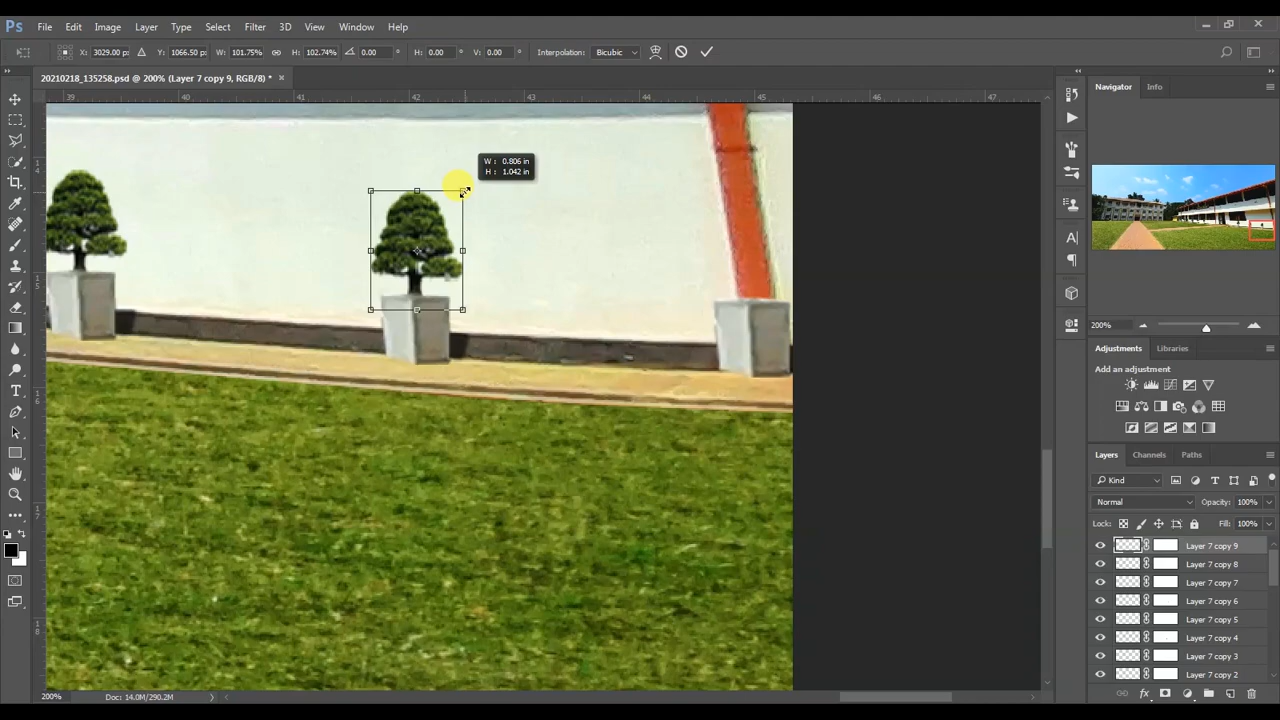 Ps File Edit Image Layer Type Select Filter 3D View Window Help
X: 3029.00 p: Y: 1066.50 p: W: 101.75% H: 102.74% 0.00 ° H: 0.00 ° V: 0.00 ° Interpolation: Bicubic
20210218_135258.psd @ 200% (Layer 7 copy 9, RGB/8) *
39 40 41 42 43 44 45 46 47
Navigator Info
W: 0.806 in
H: 1.042 in
14
15
16
17
18
200%
Adjustments Libraries
Add an adjustment
Layers Channels Paths
Kind
Normal Opacity: 100%
Lock: Fill: 100%
Layer 7 copy 9
Layer 7 copy 8
Layer 7 copy 7
Layer 7 copy 6
Layer 7 copy 5
Layer 7 copy 4
Layer 7 copy 3
Layer 7 copy 2
200% Doc: 14.0M/290.2M